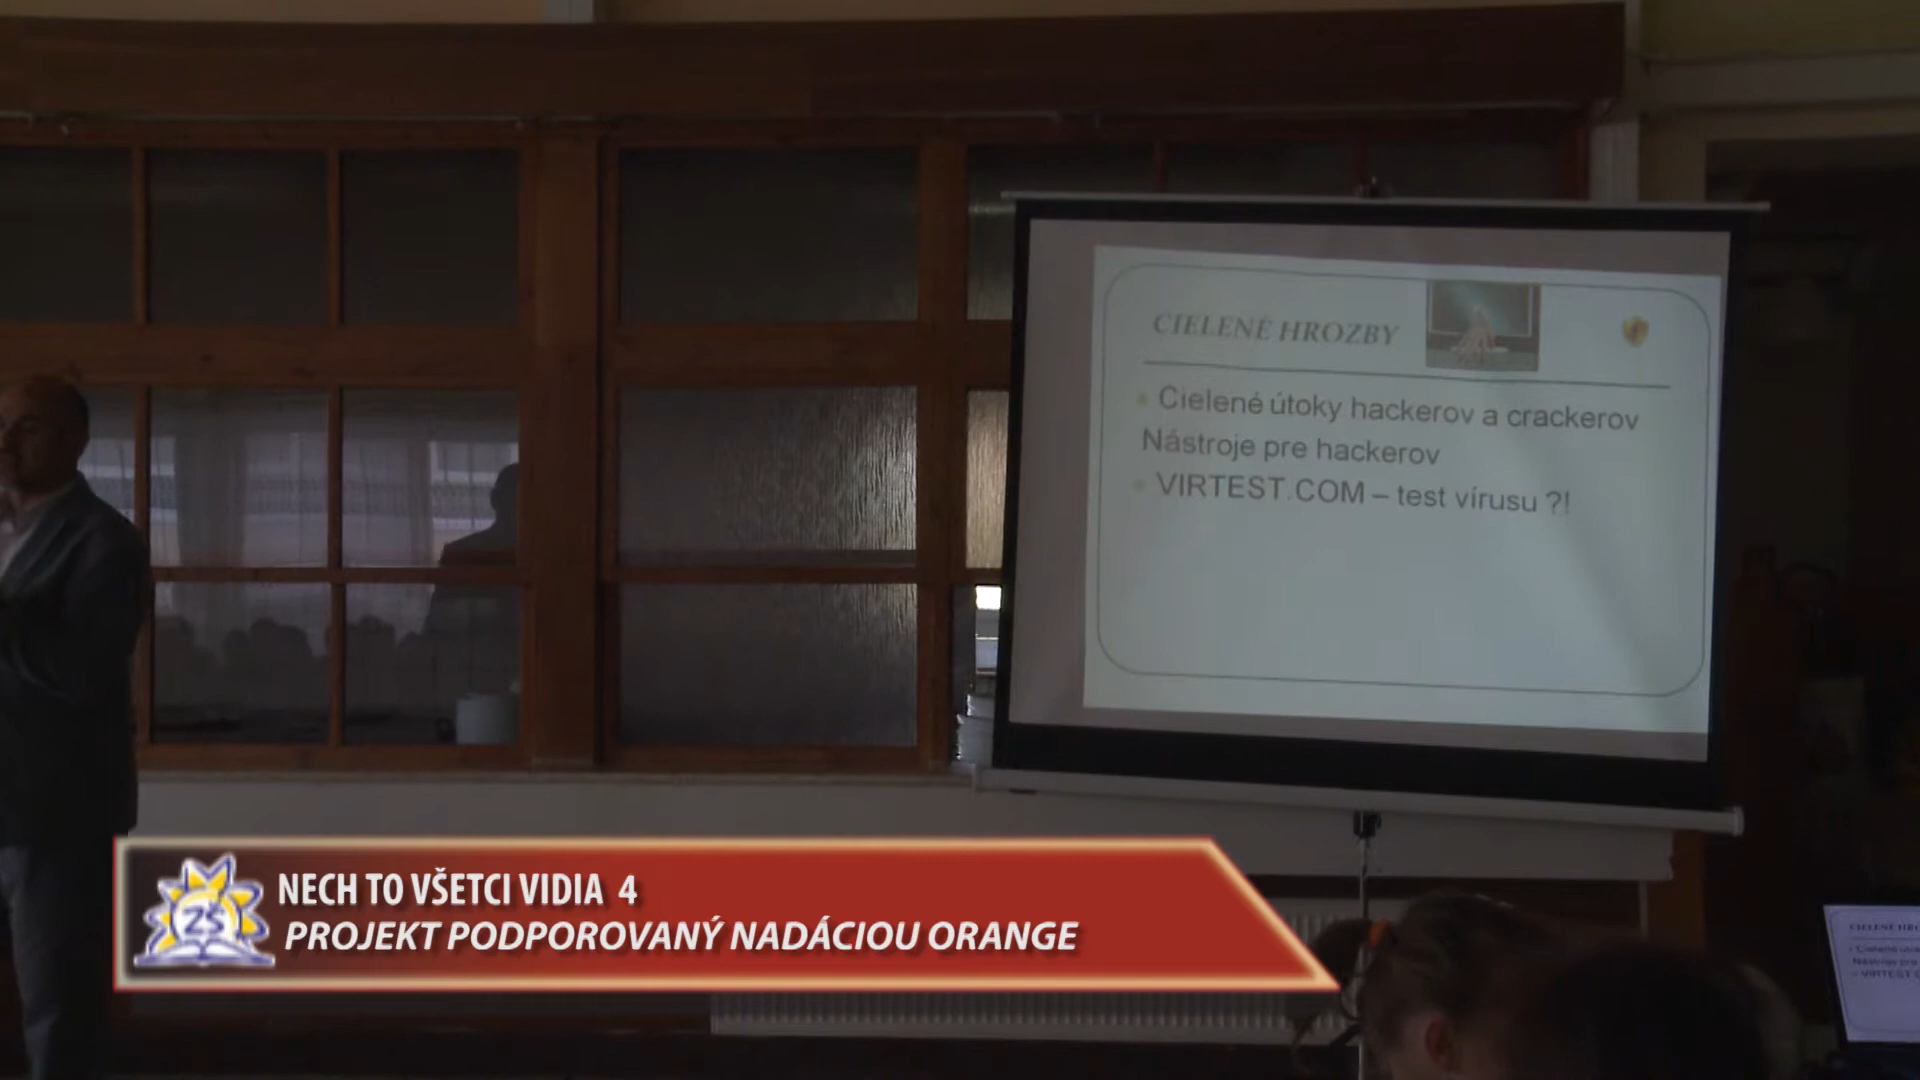 CIELENÉ HROZBY
Cielené útoky hackerov a crackerov
Nástroje pre hackerov
VIRTEST.COM – test vírusu ?!
ZŠ
NECH TO VŠETCI VIDIA 4
PROJEKT PODPOROVANÝ NADÁCIOU ORANGE